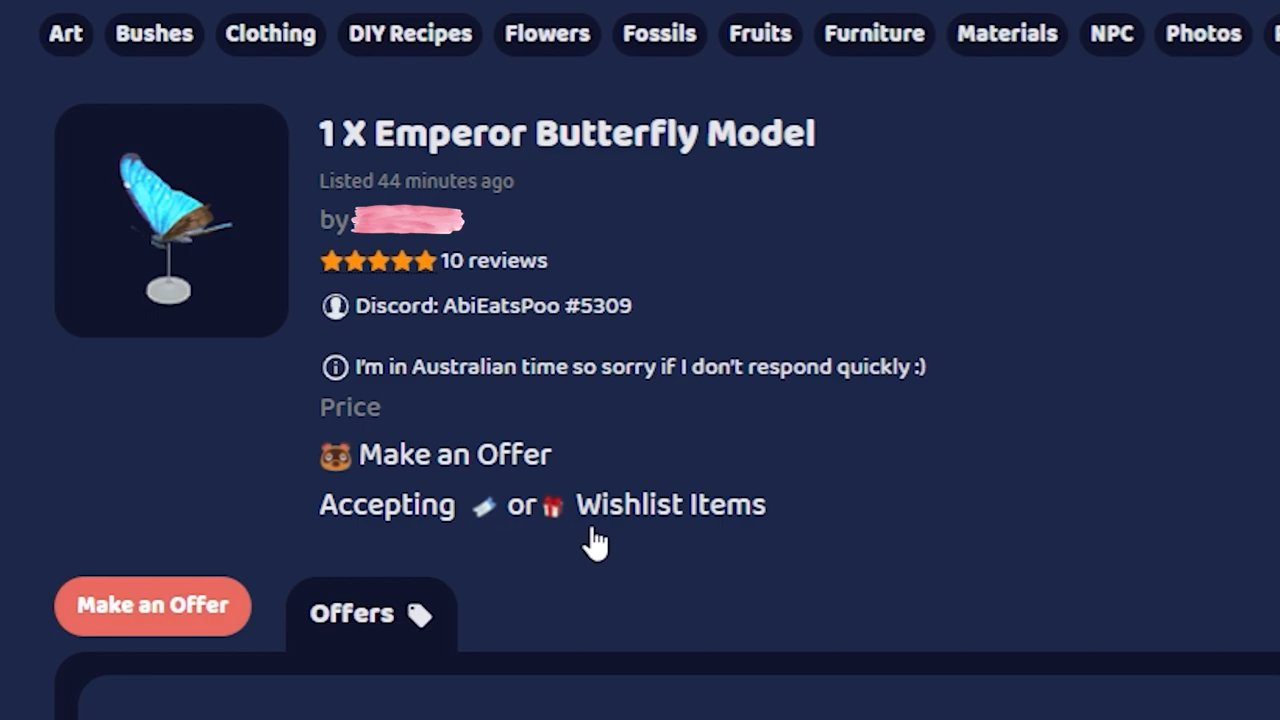 Art Bushes Clothing DIY Recipes Flowers Fossils Fruits Furniture Materials NPC Photos
1 X Emperor Butterfly Model
Listed 44 minutes ago
by
10 reviews
Discord: AbiEatsPoo #5309
I'm in Australian time so sorry if I don't respond quickly :)
Price
Make an Offer
Accepting or Wishlist Items
Make an Offer
Offers